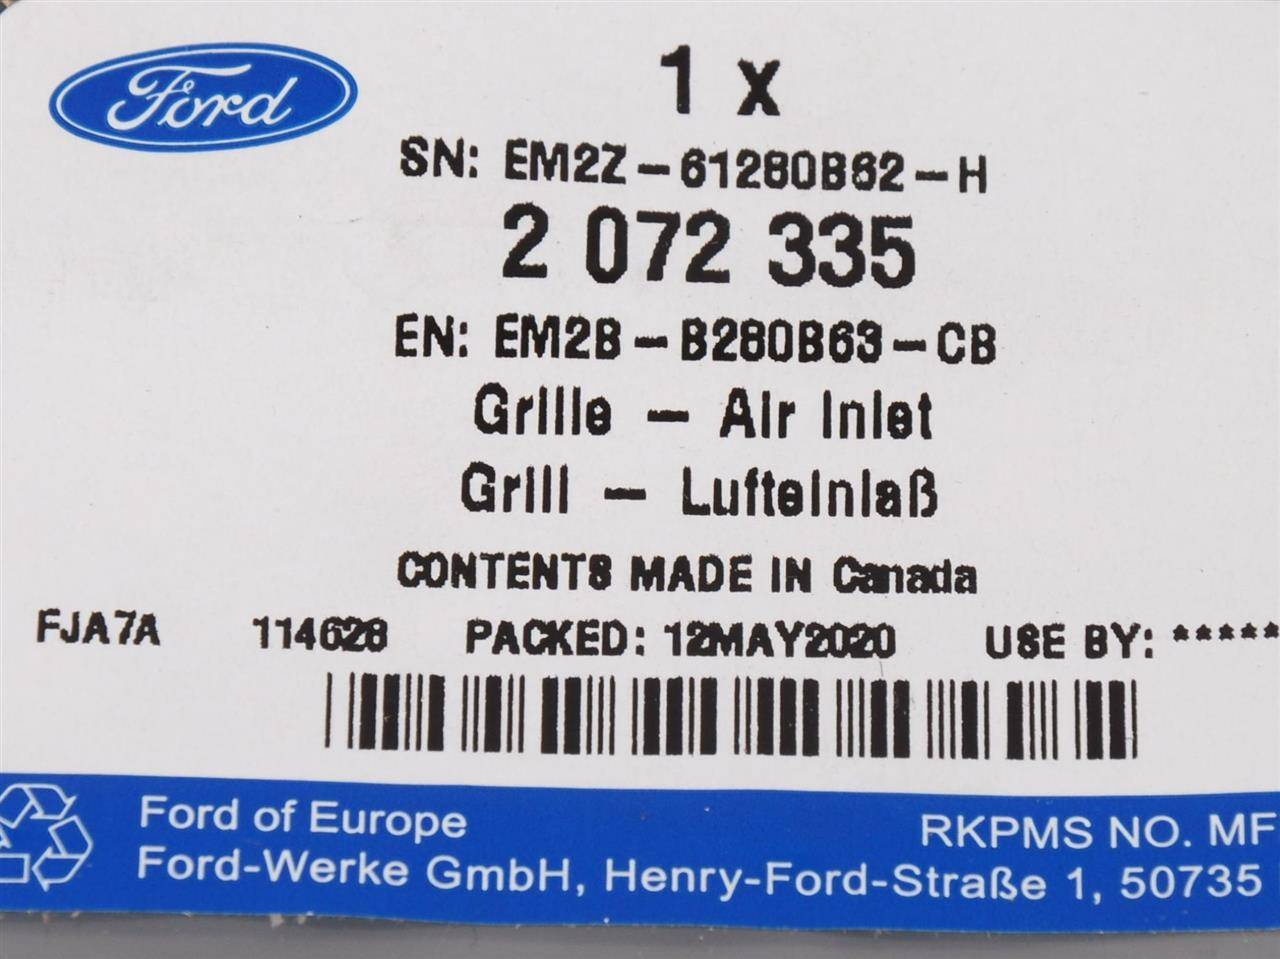 Ford
1 x
SN: EM2Z-61280B62-H
2 072 335
EN: EM2B-B280B63-CB
Grille - Air Inlet
Grill - Lufteinlaß
CONTENTS MADE IN Canada
FJA7A 114628 PACKED: 12MAY2020 USE BY: *****
Ford of Europe RKPMS NO. MF
Ford-Werke GmbH, Henry-Ford-Straße 1, 50735